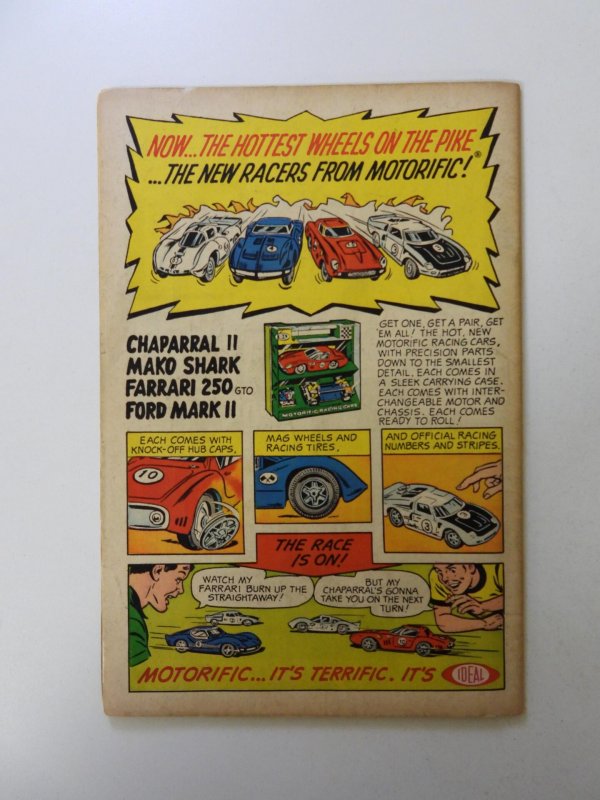 NOW... THE HOTTEST WHEELS ON THE PIKE
...THE NEW RACERS FROM MOTORIFIC!®
CHAPARRAL II
MAKO SHARK
FARRARI 250 GTO
FORD MARK II
MOTORIFIC RACING CASE
GET ONE, GET A PAIR, GET
'EM ALL! THE HOT, NEW
MOTORIFIC RACING CARS,
WITH PRECISION PARTS
DOWN TO THE SMALLEST
DETAIL. EACH COMES IN
A SLEEK CARRYING CASE.
EACH COMES WITH INTER-
CHANGEABLE MOTOR AND
CHASSIS. EACH COMES
READY TO ROLL!
EACH COMES WITH
KNOCK-OFF HUB CAPS,
10
MAG WHEELS AND
RACING TIRES,
AND OFFICIAL RACING
NUMBERS AND STRIPES.
3
THE RACE
IS ON!
WATCH MY
FARRARI BURN UP THE
STRAIGHTAWAY!
BUT MY
CHAPARRAL'S GONNA
TAKE YOU ON THE NEXT
TURN!
MOTORIFIC... IT'S TERRIFIC. IT'S IDEAL